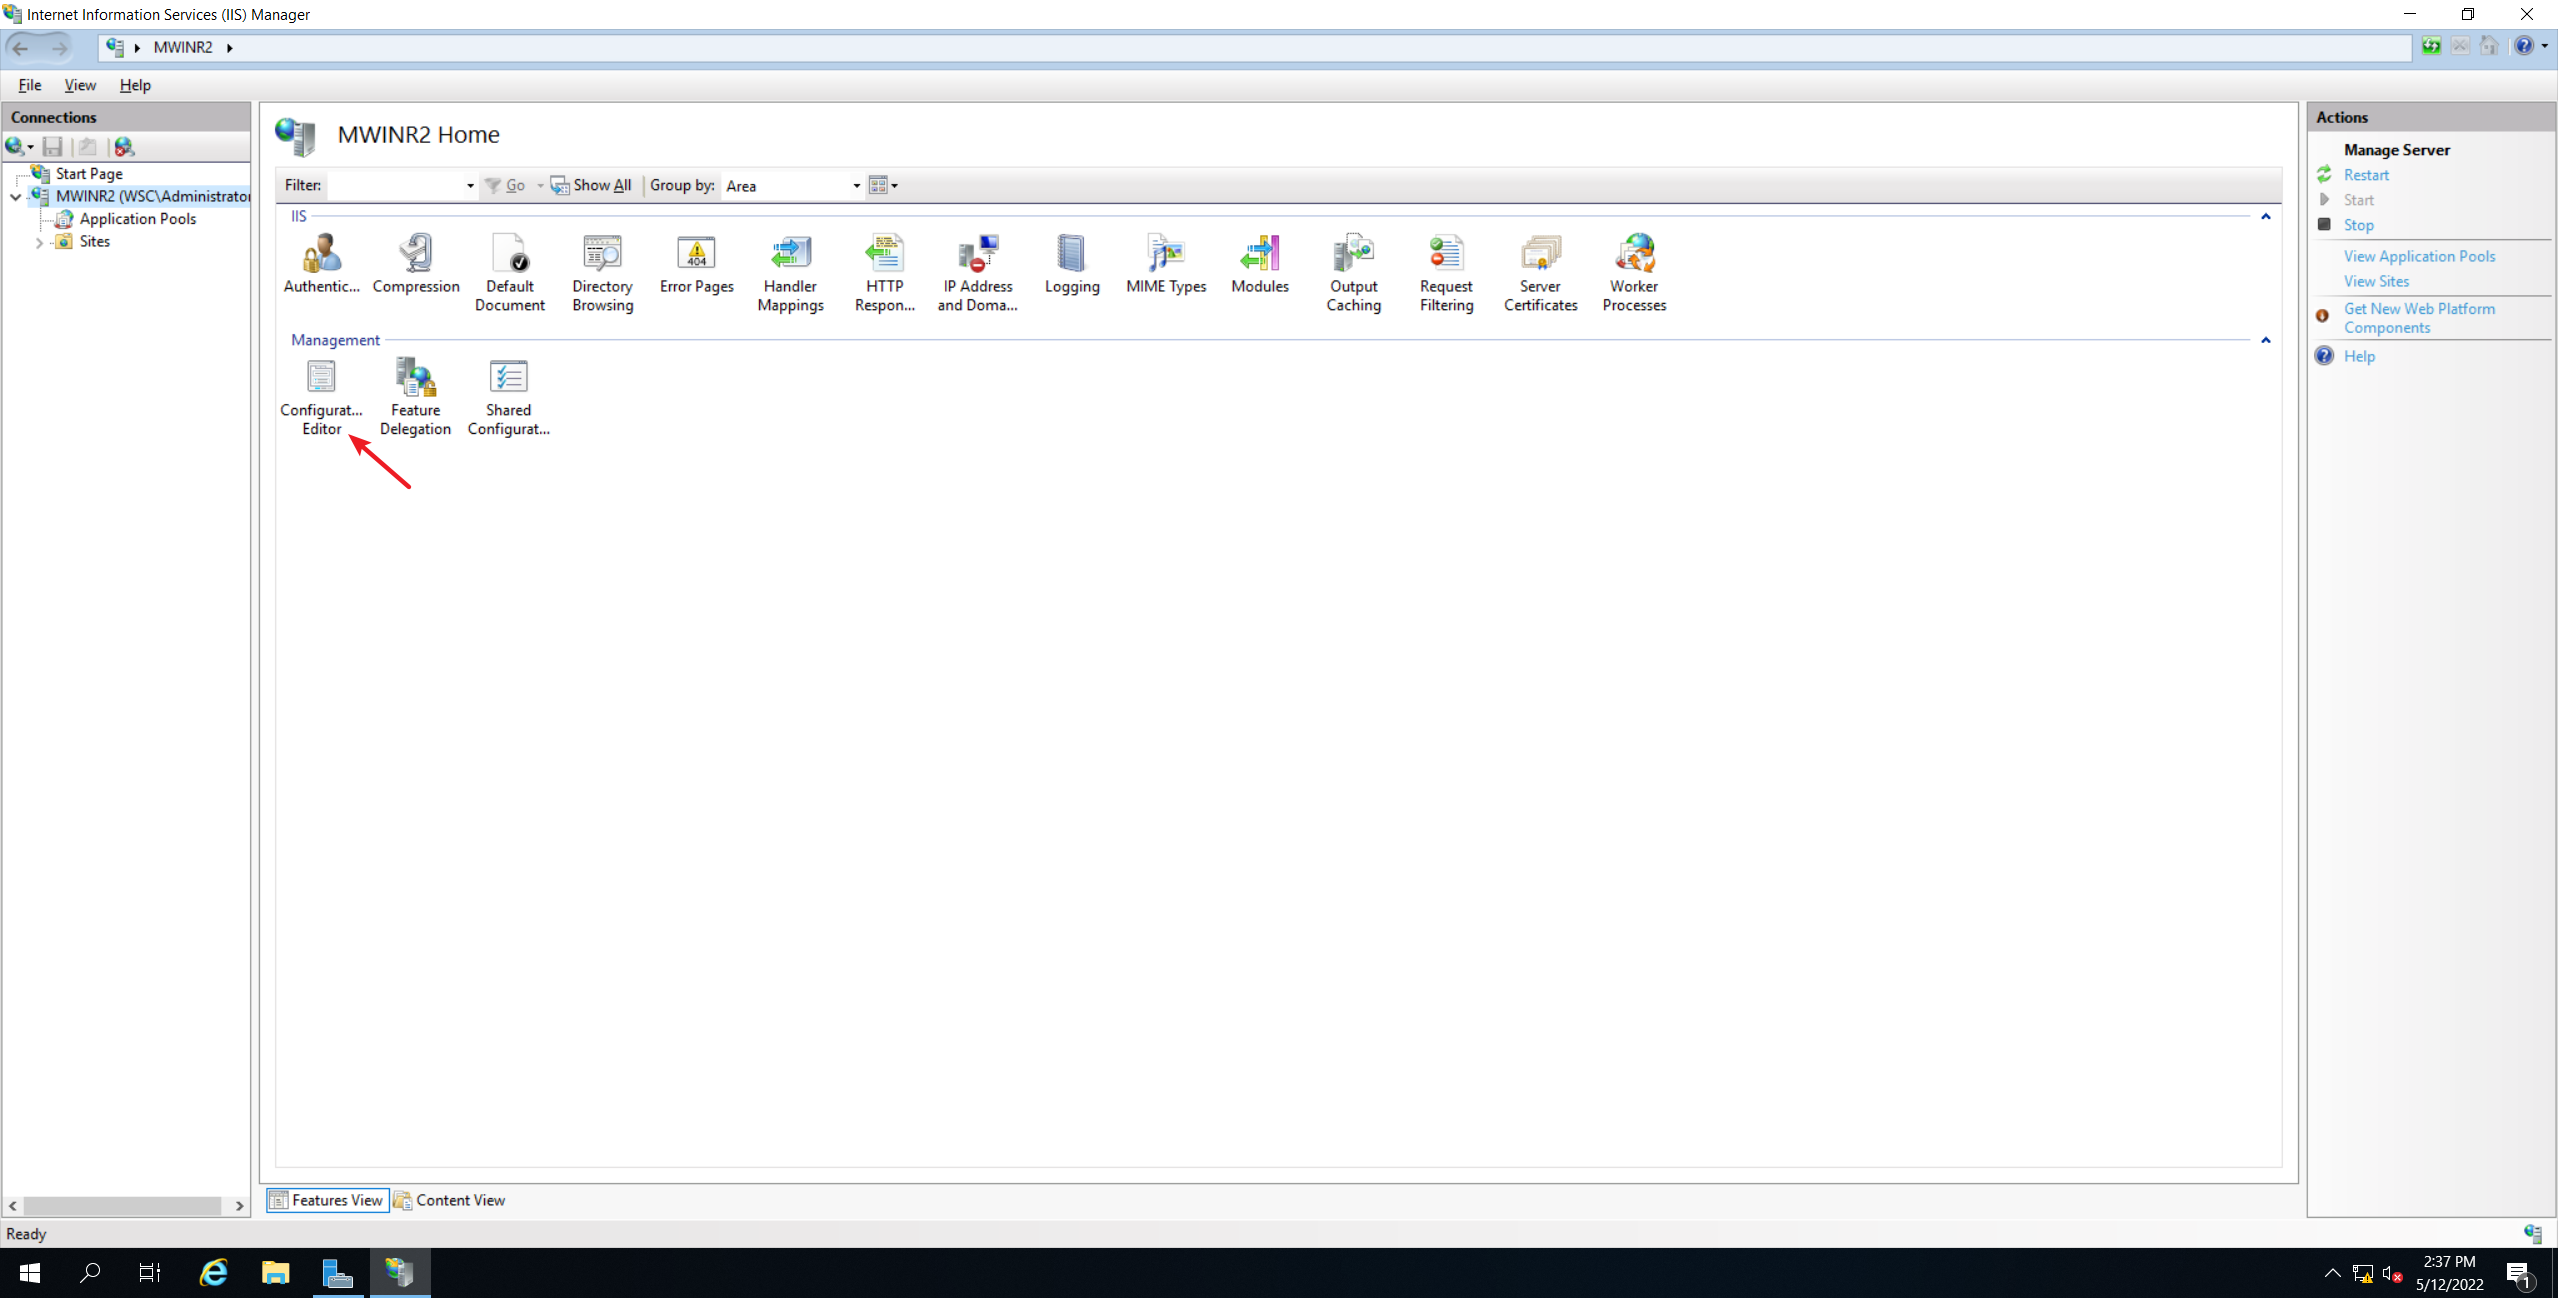 Internet Information Services (IIS) Manager
MWINR2
File View Help
Connections
Start Page
MWINR2 (WSC\Administrator
Application Pools
Sites
MWINR2 Home
Filter: Go Show All Group by: Area
IIS
Authentic... Compression Default Document Directory Browsing Error Pages Handler Mappings HTTP Respon... IP Address and Doma... Logging MIME Types Modules Output Caching Request Filtering Server Certificates Worker Processes
404
Management
Configurat... Editor Feature Delegation Shared Configurat...
Features View Content View
Actions
Manage Server
Restart
Start
Stop
View Application Pools
View Sites
Get New Web Platform
Components
Help
Ready
2:37 PM
5/12/2022
1